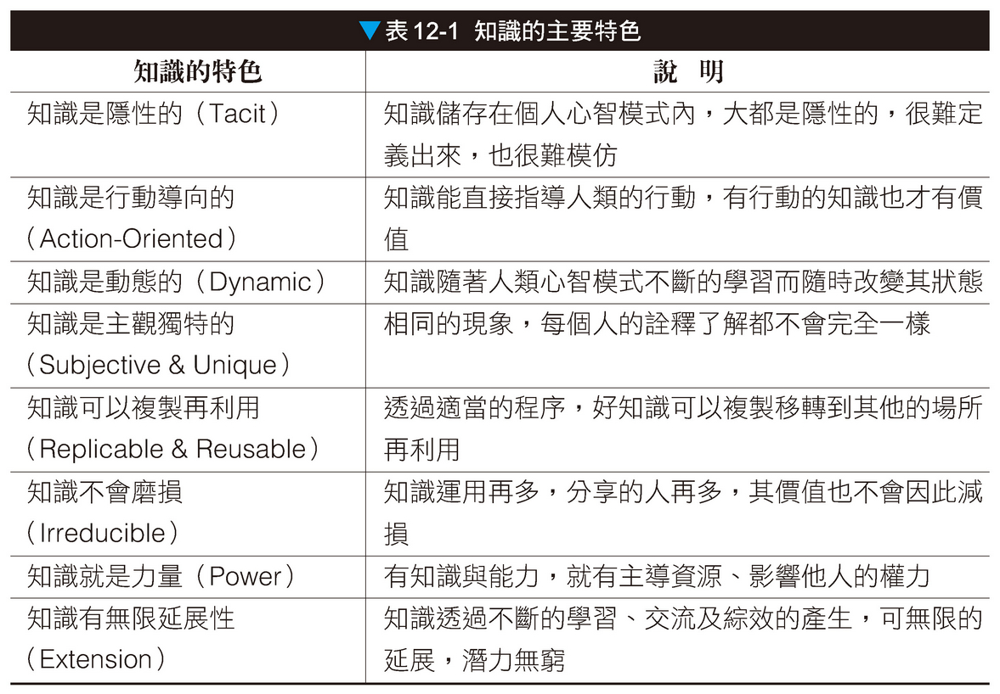 ▼表 12-1 知識的主要特色
知識的特色
說 明
知識是隱性的（Tacit）
知識儲存在個人心智模式內，大都是隱性的，很難定
義出來，也很難模仿
知識是行動導向的
（Action-Oriented）
知識能直接指導人類的行動，有行動的知識也才有價
值
知識是動態的（Dynamic）
知識隨著人類心智模式不斷的學習而隨時改變其狀態
知識是主觀獨特的
（Subjective & Unique）
相同的現象，每個人的詮釋了解都不會完全一樣
知識可以複製再利用
（Replicable & Reusable）
透過適當的程序，好知識可以複製移轉到其他的場所
再利用
知識不會磨損
（Irreducible）
知識運用再多，分享的人再多，其價值也不會因此減
損
知識就是力量（Power）
有知識與能力，就有主導資源、影響他人的權力
知識有無限延展性
（Extension）
知識透過不斷的學習、交流及綜效的產生，可無限的
延展，潛力無窮